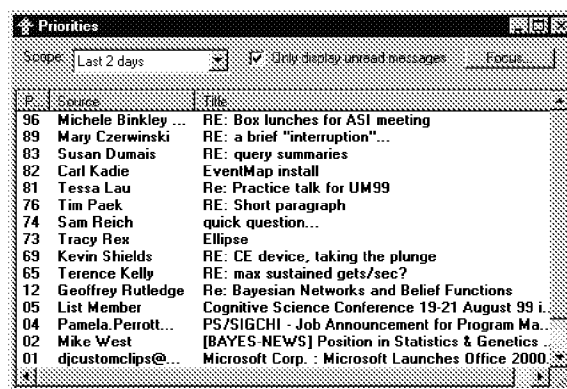 Priorities
Scope: Last 2 days Only display unread messages Focus...
P... Source Title
96 Michele Binkley ... RE: Box lunches for ASI meeting
89 Mary Czerwinski RE: a brief "interruption"...
83 Susan Dumais RE: query summaries
82 Carl Kadie EventMap install
81 Tessa Lau Re: Practice talk for UM99
76 Tim Paek RE: Short paragraph
74 Sam Reich quick question...
73 Tracy Rex Ellipse
69 Kevin Shields RE: CE device, taking the plunge
65 Terence Kelly RE: max sustained gets/sec?
12 Geoffrey Rutledge Re: Bayesian Networks and Belief Functions
05 List Member Cognitive Science Conference 19-21 August 99 i..
04 Pamela.Perrott... PS/SIGCHI - Job Announcement for Program Ma..
02 Mike West [BAYES-NEWS] Position in Statistics & Genetics ..
01 djcustomclips@... Microsoft Corp. : Microsoft Launches Office 2000.